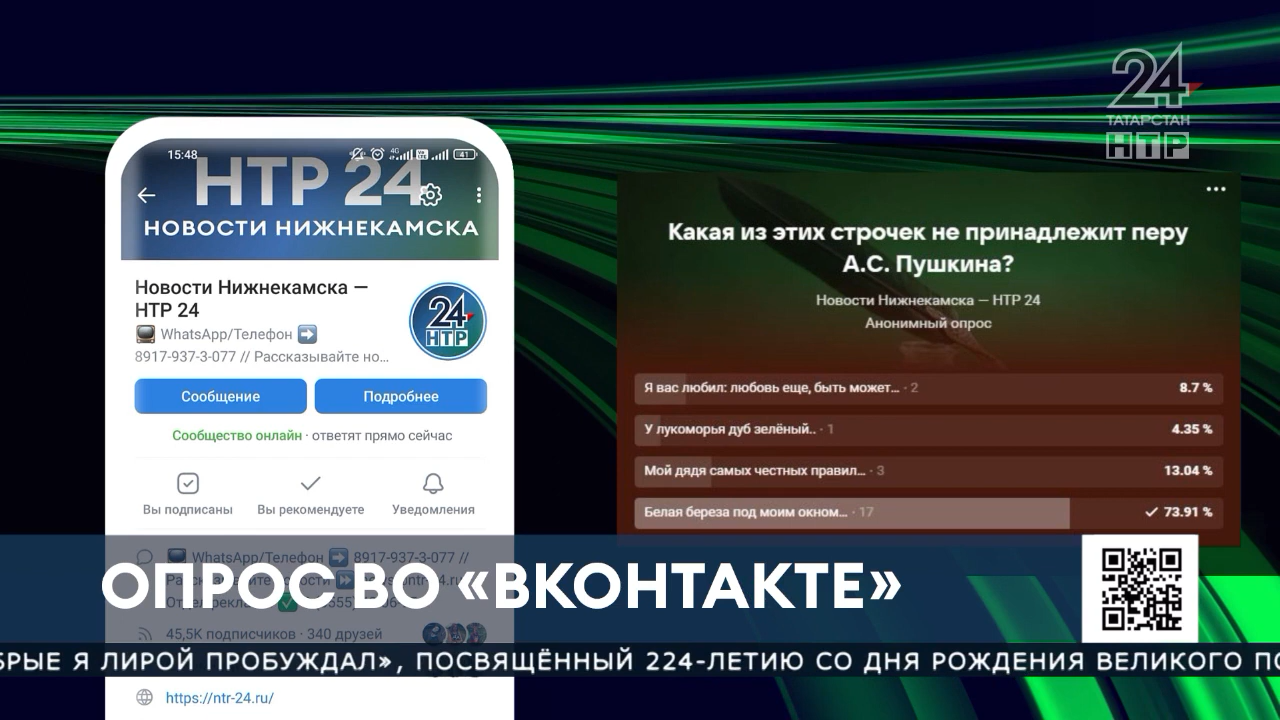 24
ТАТАРСТАН
НТР
15:48
4G
41
НТР 24
НОВОСТИ НИЖНЕКАМСКА
Новости Нижнекамска —
НТР 24
WhatsApp/Телефон
8917-937-3-077 // Рассказывайте но...
24
НТР
Сообщение
Подробнее
Сообщество онлайн · ответят прямо сейчас
Вы подписаны
Вы рекомендуете
Уведомления
WhatsApp/Телефон 8917-937-3-077 //
45,5K подписчиков · 340 друзей
https://ntr-24.ru/
Какая из этих строчек не принадлежит перу
А.С. Пушкина?
Новости Нижнекамска — НТР 24
Анонимный опрос
Я вас любил: любовь еще, быть может... · 2 8.7 %
У лукоморья дуб зелёный.. · 1 4.35 %
Мой дядя самых честных правил... · 3 13.04 %
Белая береза под моим окном... · 17 73.91 %
ОПРОС ВО «ВКОНТАКТЕ»
БРЫЕ Я ЛИРОЙ ПРОБУЖДАЛ», ПОСВЯЩЁННЫЙ 224-ЛЕТИЮ СО ДНЯ РОЖДЕНИЯ ВЕЛИКОГО ПО